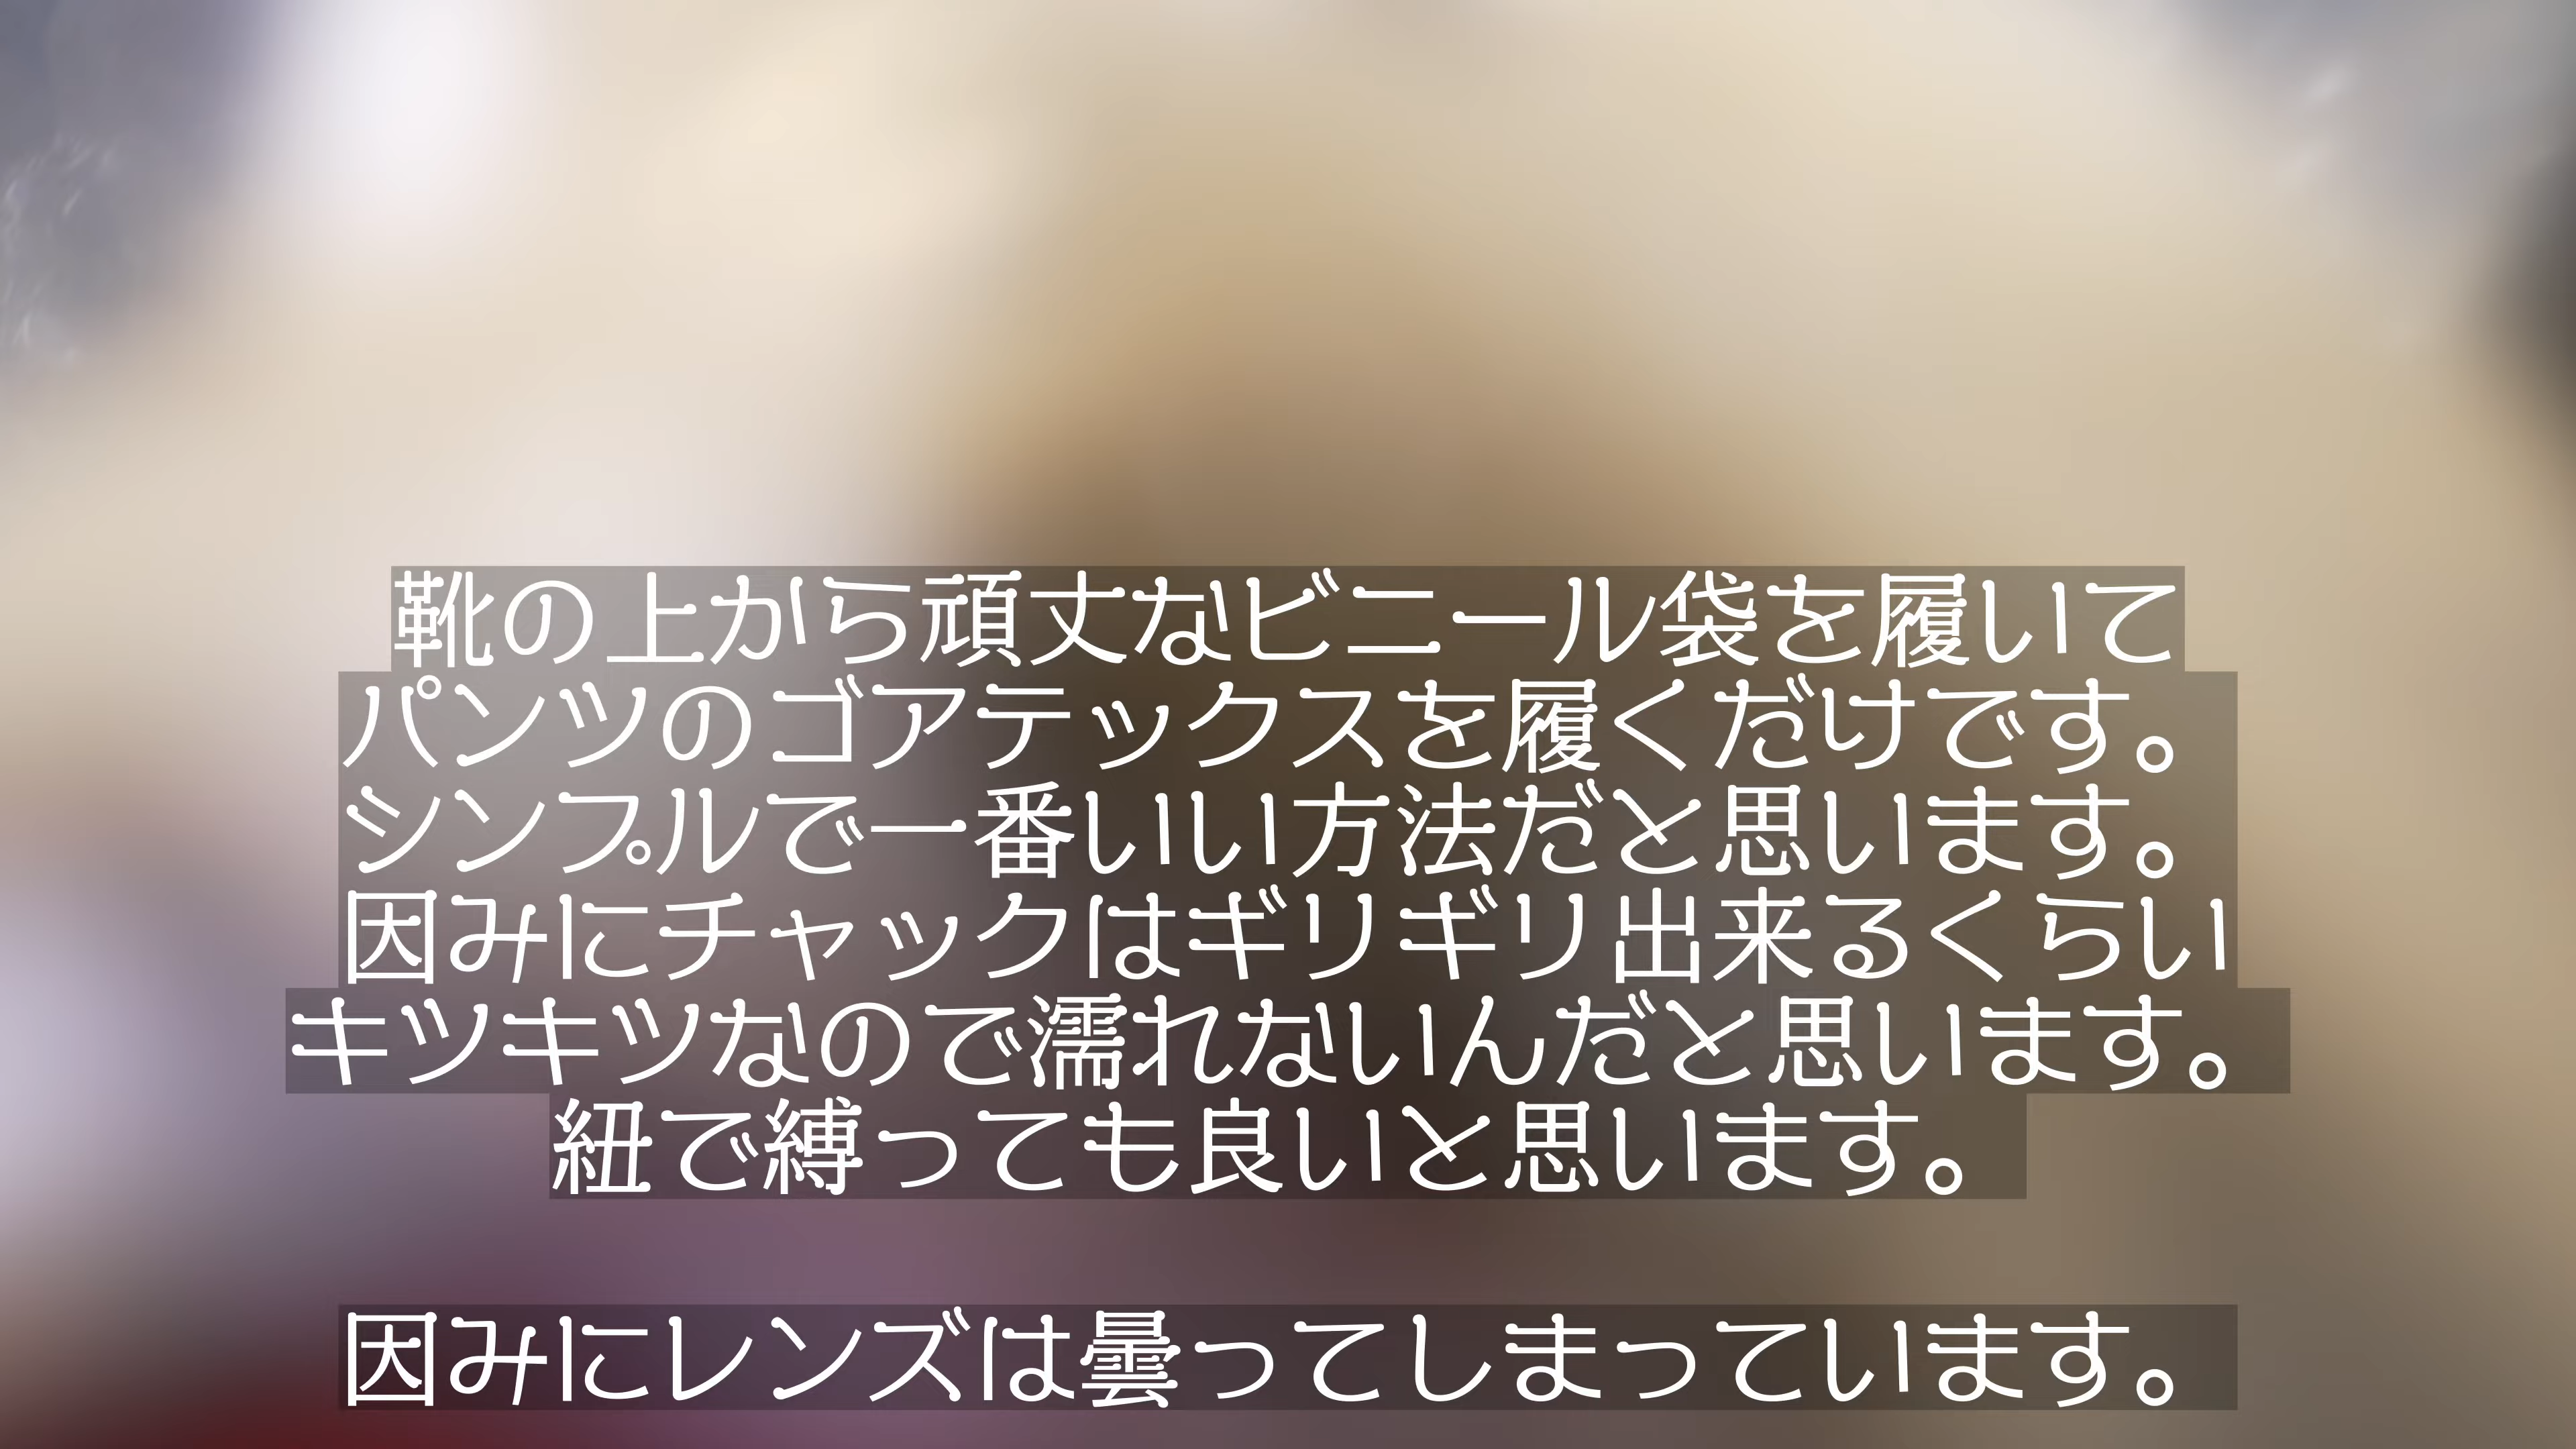 靴の上から頑丈なビニール袋を履いて
パンツのゴアテックスを履くだけです。
シンプルで一番いい方法だと思います。
因みにチャックはギリギリ出来るくらい
キツキツなので濡れないんだと思います。
紐で縛っても良いと思います。
因みにレンズは曇ってしまっています。